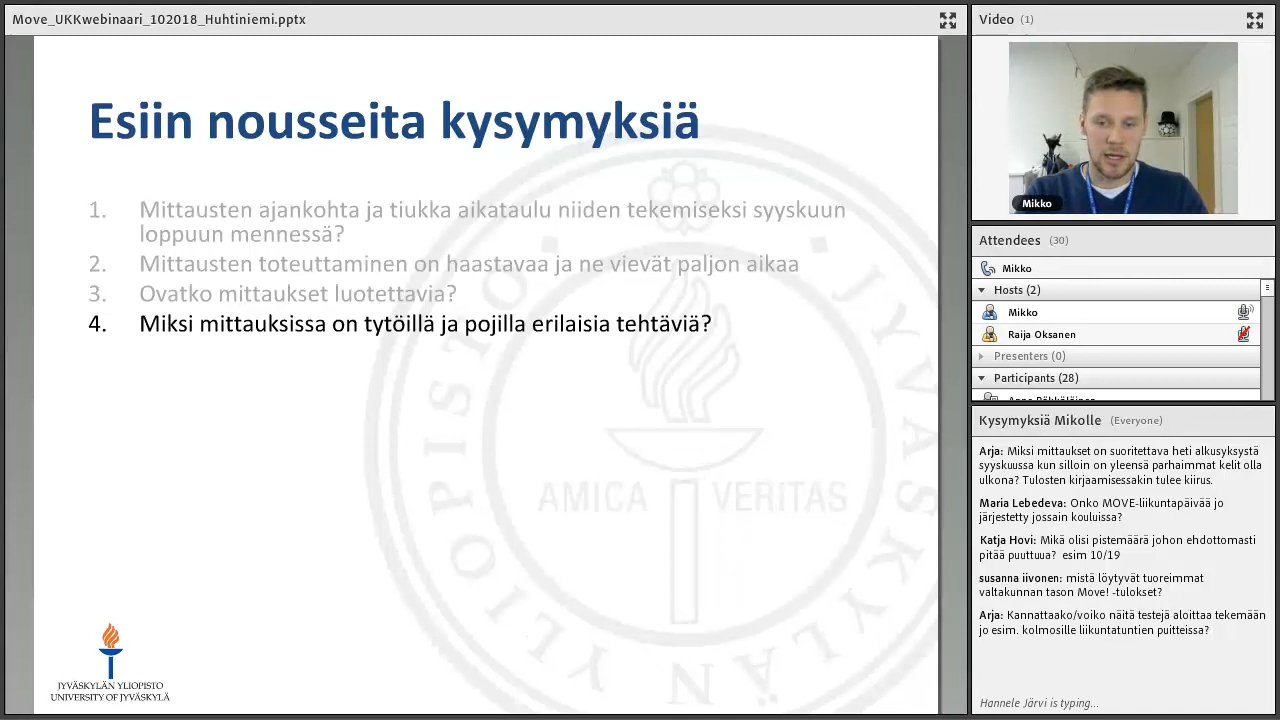 Move_UKKwebinaari_102018_Huhtiniemi.pptx
Esiin nousseita kysymyksiä
1. Mittausten ajankohta ja tiukka aikataulu niiden tekemiseksi syyskuun
loppuun mennessä?
2. Mittausten toteuttaminen on haastavaa ja ne vievät paljon aikaa
3. Ovatko mittaukset luotettavia?
4. Miksi mittauksissa on tytöillä ja pojilla erilaisia tehtäviä?
JYVÄSKYLÄN YLIOPISTO
AMICA VERITAS
JYVÄSKYLÄN YLIOPISTO
UNIVERSITY OF JYVÄSKYLÄ
Video (1)
Mikko
Attendees (30)
Mikko
Hosts (2)
Mikko
Raija Oksanen
Presenters (0)
Participants (28)
Kysymyksiä Mikolle (Everyone)
Arja: Miksi mittaukset on suoritettava heti alkusyksystä
syyskuussa kun silloin on yleensä parhaimmat kelit olla
ulkona? Tulosten kirjaamisessakin tulee kiirus.
Maria Lebedeva: Onko MOVE-liikuntapäivää jo
järjestetty jossain kouluissa?
Katja Hovi: Mikä olisi pistemäärä johon ehdottomasti
pitää puuttuua? esim 10/19
susanna iivonen: mistä löytyvät tuoreimmat
valtakunnan tason Move! -tulokset?
Arja: Kannattaako/voiko näitä testejä aloittaa tekemään
jo esim. kolmosille liikuntatuntien puitteissa?
Hannele Järvi is typing...